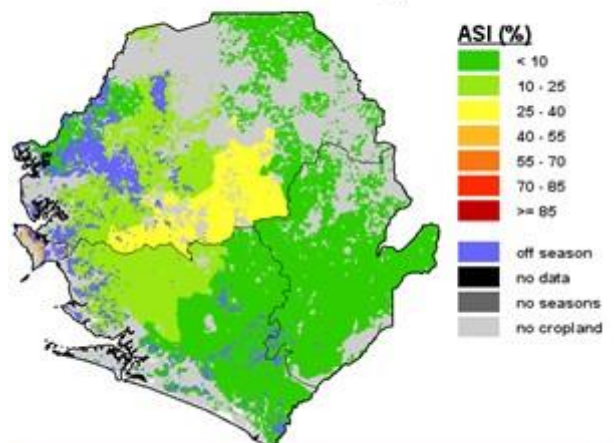 ASI (%)
< 10
10 - 25
25 - 40
40 - 55
55 - 70
70 - 85
>= 85
off season
no data
no seasons
no cropland